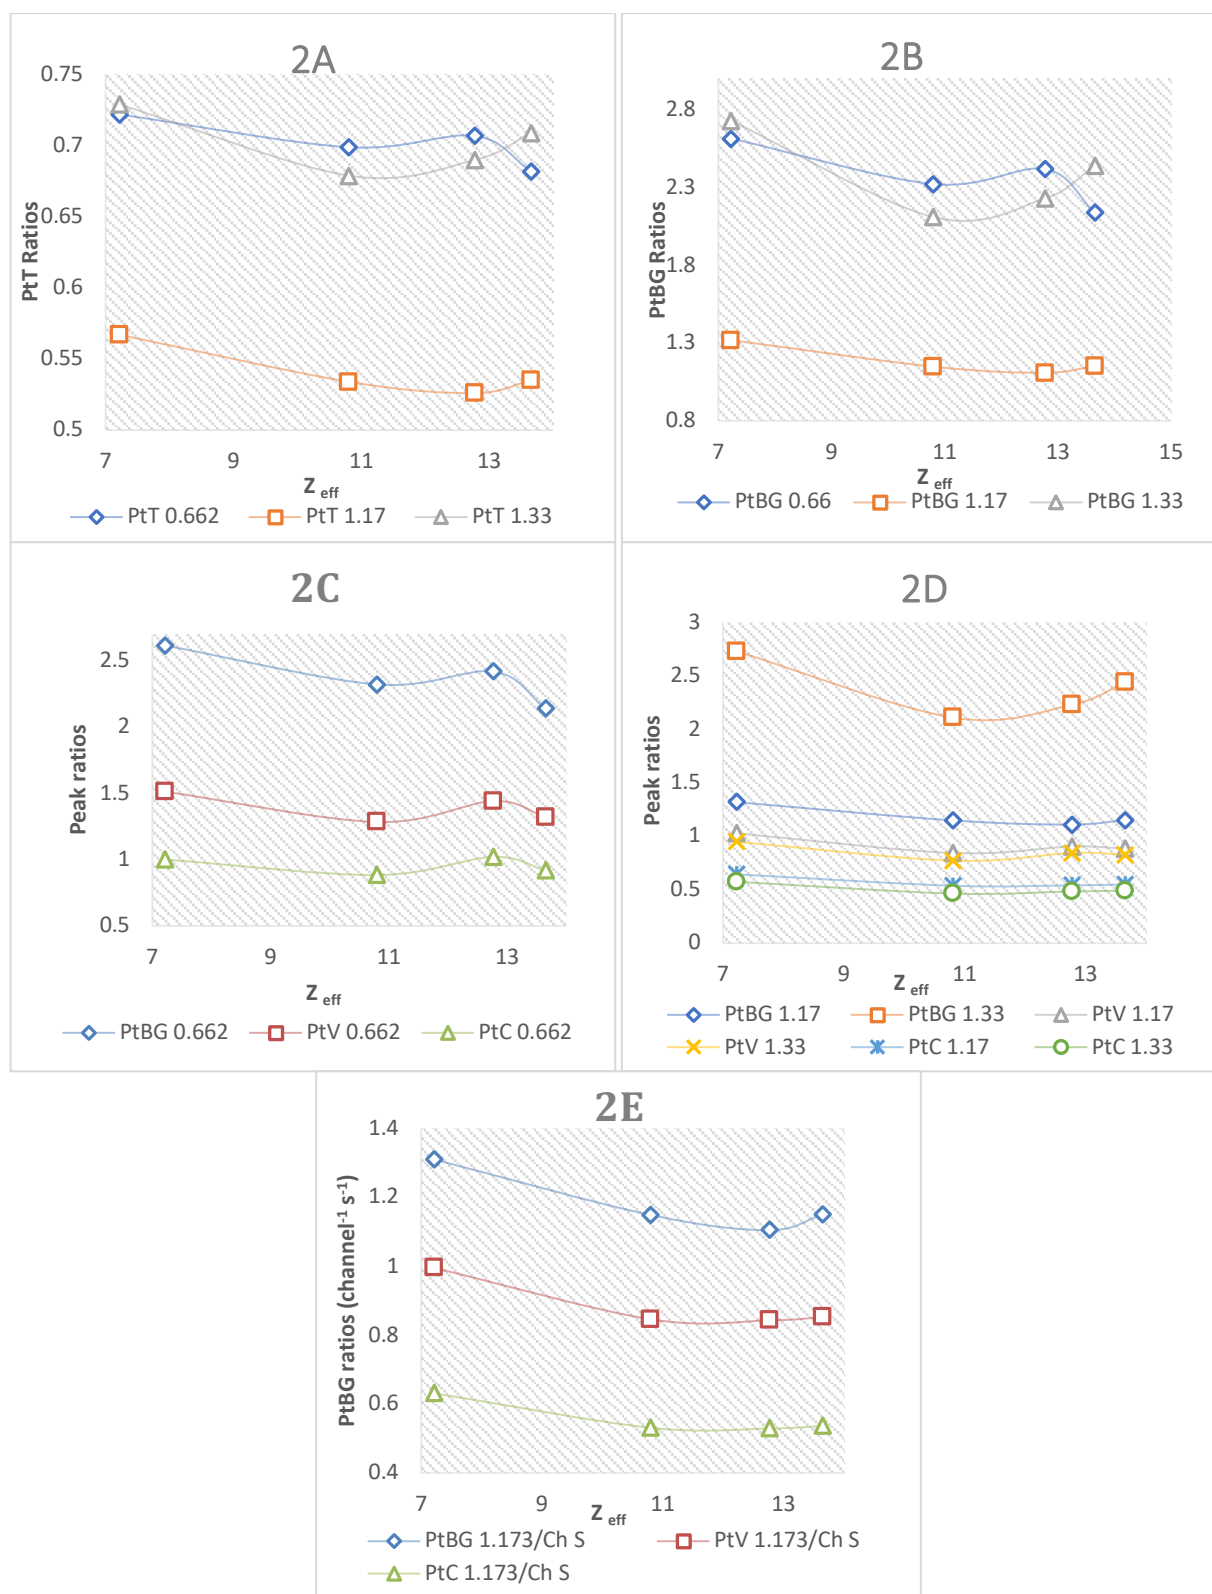 2A
0.75
0.7
0.65
0.6
0.55
0.5
PtT Ratios
7 9 11 13
Z eff
PtT 0.662 PtT 1.17 PtT 1.33
2B
2.8
2.3
1.8
1.3
0.8
PtBG Ratios
7 9 11 13 15
Z eff
PtBG 0.66 PtBG 1.17 PtBG 1.33
2C
2.5
2
1.5
1
0.5
Peak ratios
7 9 11 13
Z eff
PtBG 0.662 PtV 0.662 PtC 0.662
2D
3
2.5
2
1.5
1
0.5
0
Peak ratios
7 9 11 13
Z eff
PtBG 1.17 PtBG 1.33 PtV 1.17
PtV 1.33 PtC 1.17 PtC 1.33
2E
1.4
1.2
1
0.8
0.6
0.4
PtBG ratios (channel⁻¹ s⁻¹)
7 9 11 13
Z eff
PtBG 1.173/Ch S PtV 1.173/Ch S
PtC 1.173/Ch S